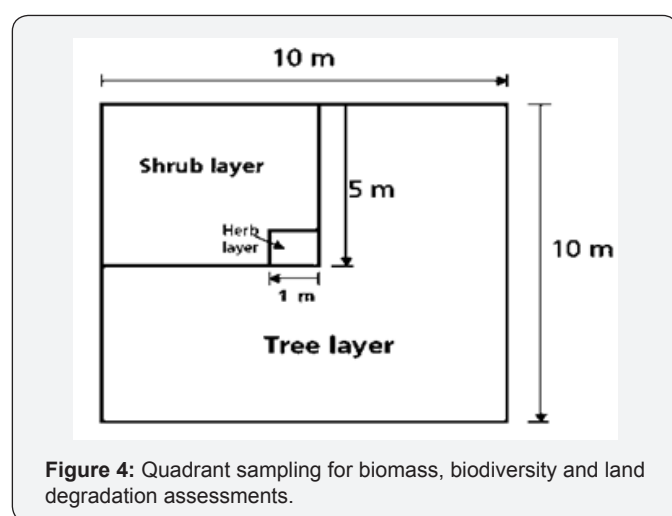 10 m
Shrub layer
5 m
Herb
layer
10 m
1 m
Tree layer
Figure 4: Quadrant sampling for biomass, biodiversity and land
degradation assessments.